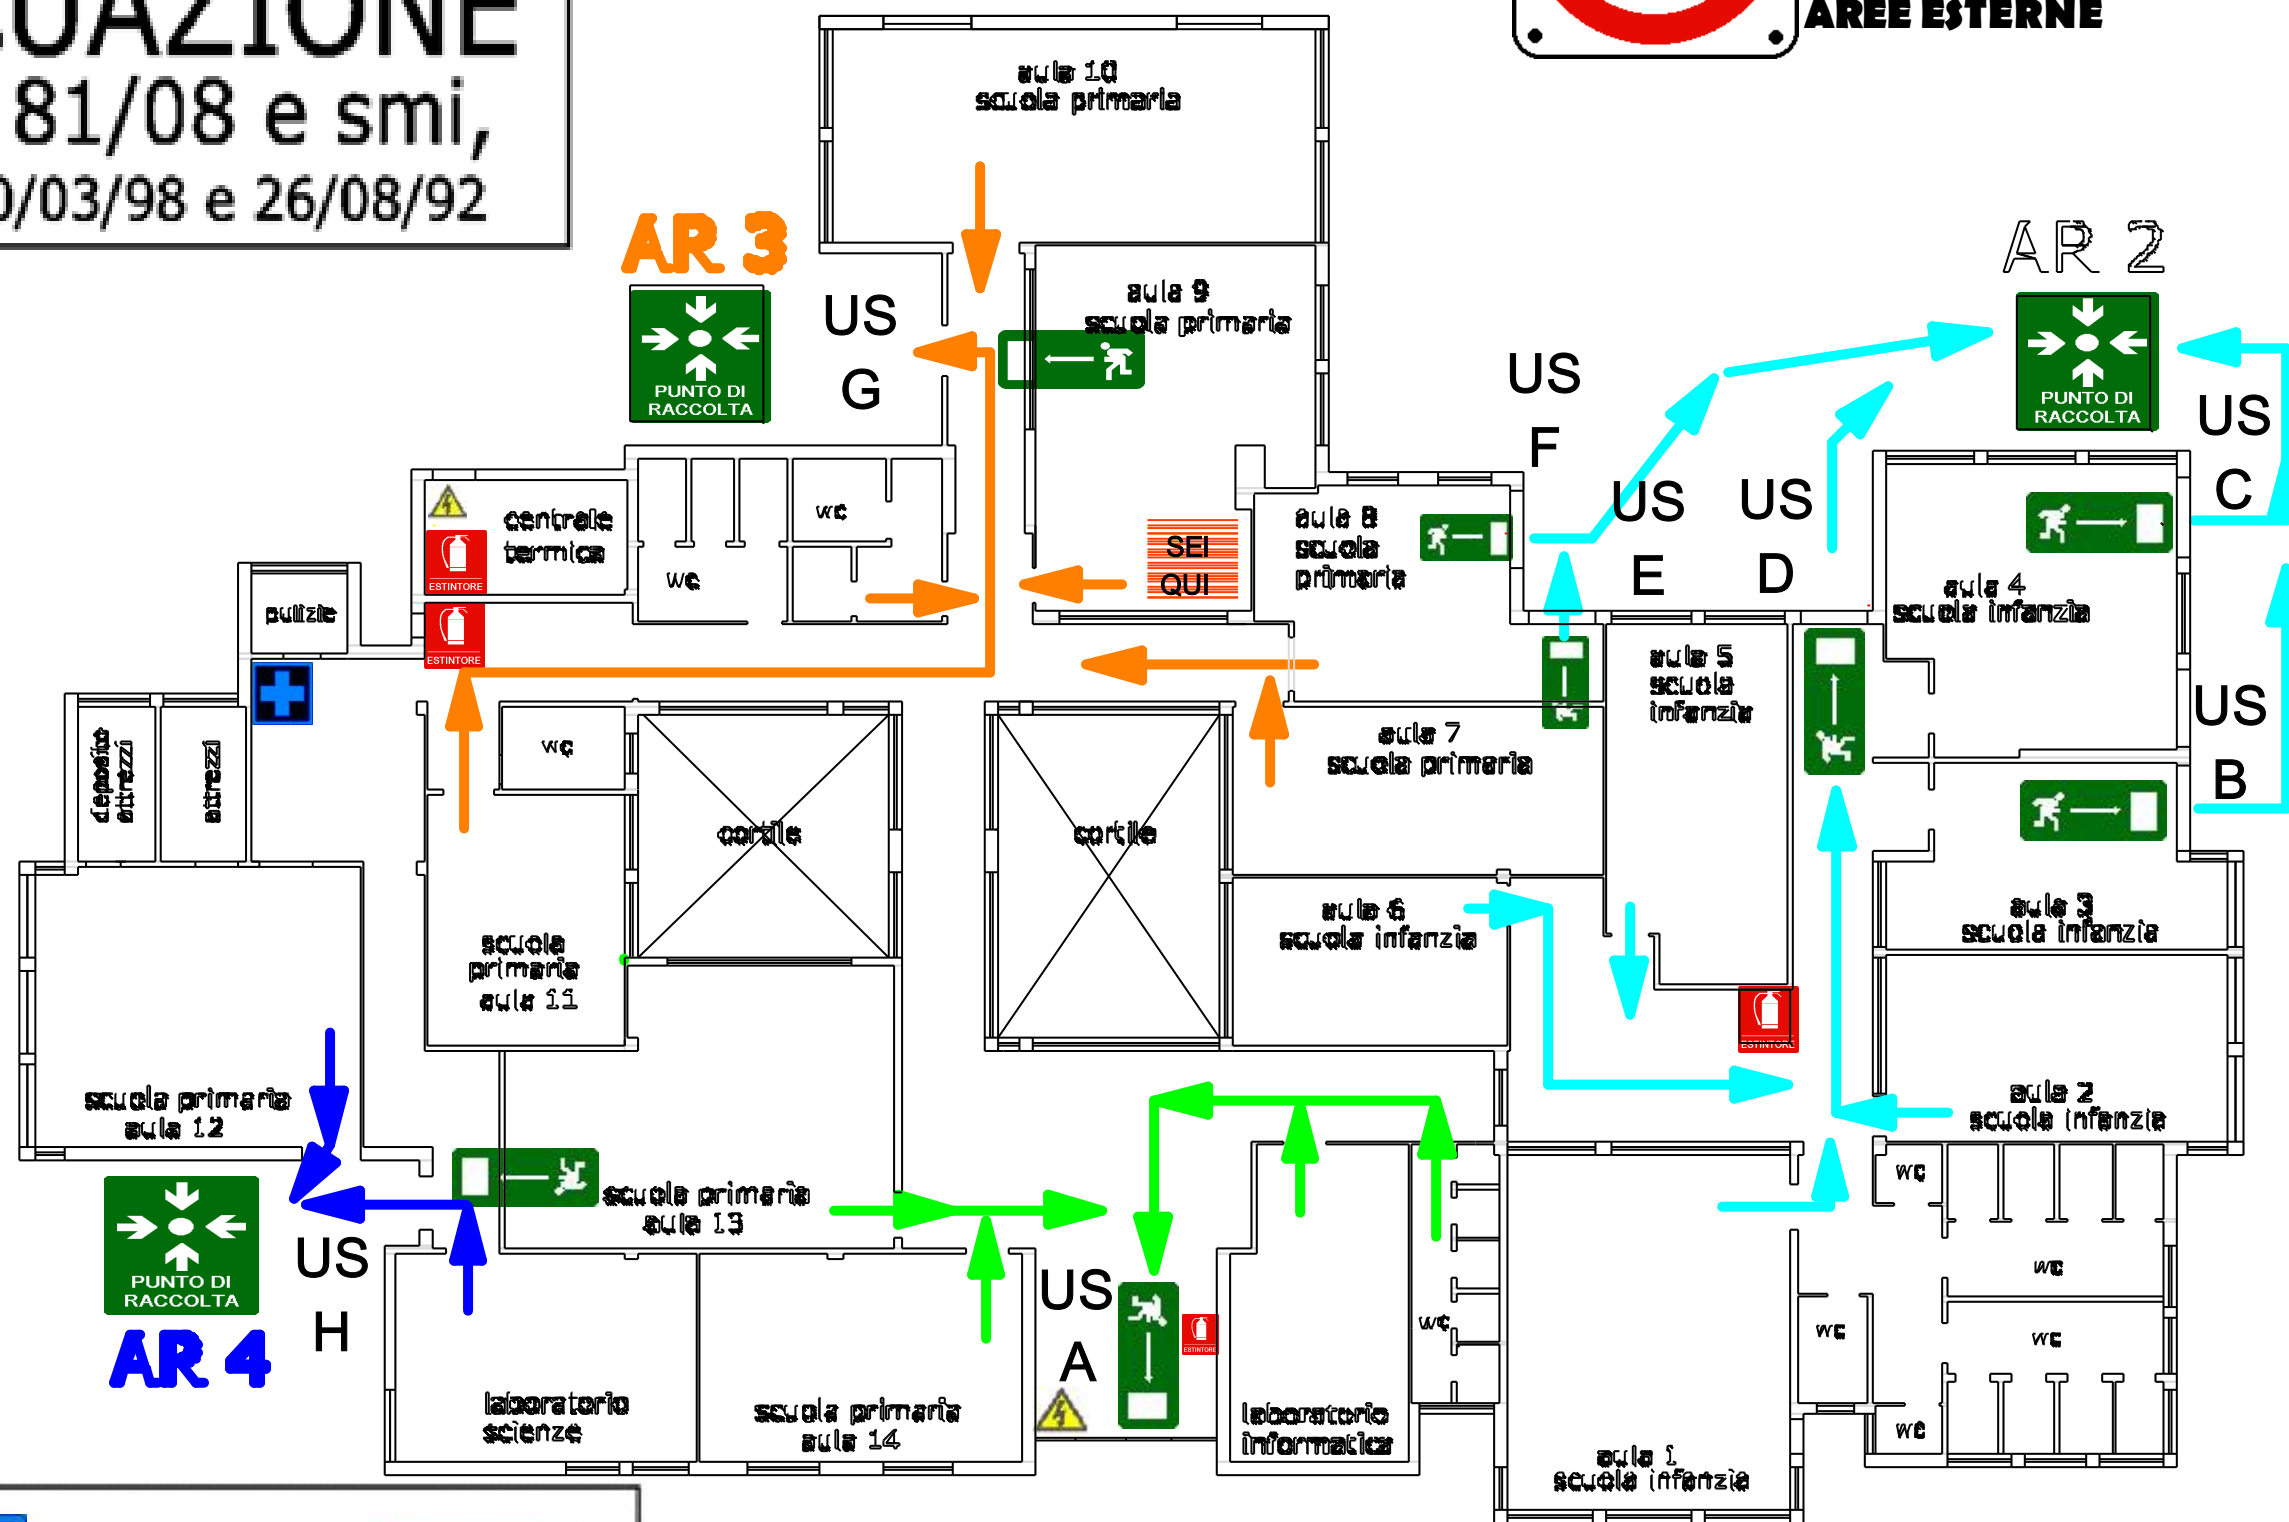 81/08 e smi,
/03/98 e 26/08/92
AREE ESTERNE
aula 10
scuola primaria
AR 3
PUNTO DI
RACCOLTA
US
G
aula 9
scuola primaria
AR 2
PUNTO DI
RACCOLTA
US
F
US
E
US
D
US
C
US
B
centrale
termica
ESTINTORE
ESTINTORE
wc
wc
SEI
QUI
aula 8
scuola
primaria
aula 4
scuola infanzia
pulizie
deposito
attrezzi
attrezzi
wc
cortile
cortile
aula 5
scuola
infanzia
aula 7
scuola primaria
aula 6
scuola infanzia
aula 3
scuola infanzia
scuola
primaria
aula 11
ESTINTORE
scuola primaria
aula 12
aula 2
scuola infanzia
scuola primaria
aula 13
PUNTO DI
RACCOLTA
AR 4
US
H
US
A
ESTINTORE
wc
wc
wc
wc
wc
wc
laboratorio
scienze
scuola primaria
aula 14
laboratorio
informatica
aula 1
scuola infanzia